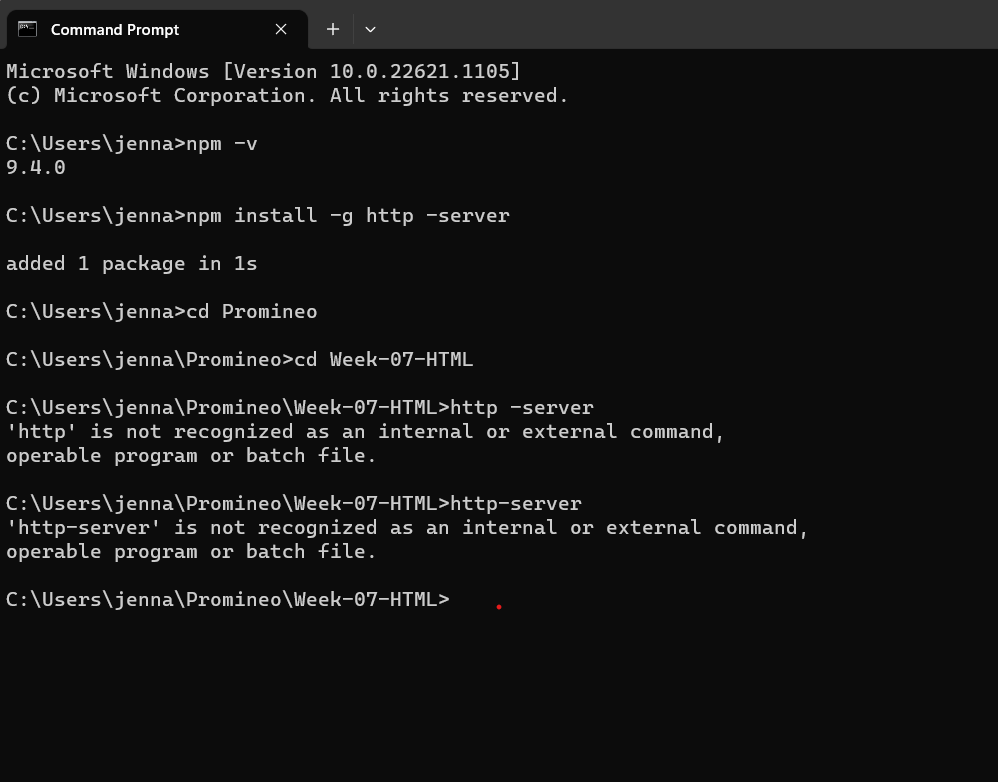 Command Prompt
Microsoft Windows [Version 10.0.22621.1105]
(c) Microsoft Corporation. All rights reserved.
C:\Users\jenna>npm -v
9.4.0
C:\Users\jenna>npm install -g http -server
added 1 package in 1s
C:\Users\jenna>cd Promineo
C:\Users\jenna\Promineo>cd Week-07-HTML
C:\Users\jenna\Promineo\Week-07-HTML>http -server
'http' is not recognized as an internal or external command,
operable program or batch file.
C:\Users\jenna\Promineo\Week-07-HTML>http-server
'http-server' is not recognized as an internal or external command,
operable program or batch file.
C:\Users\jenna\Promineo\Week-07-HTML>